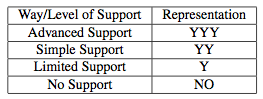 Way/Level of Support Representation
Advanced Support YYY
Simple Support YY
Limited Support Y
No Support NO